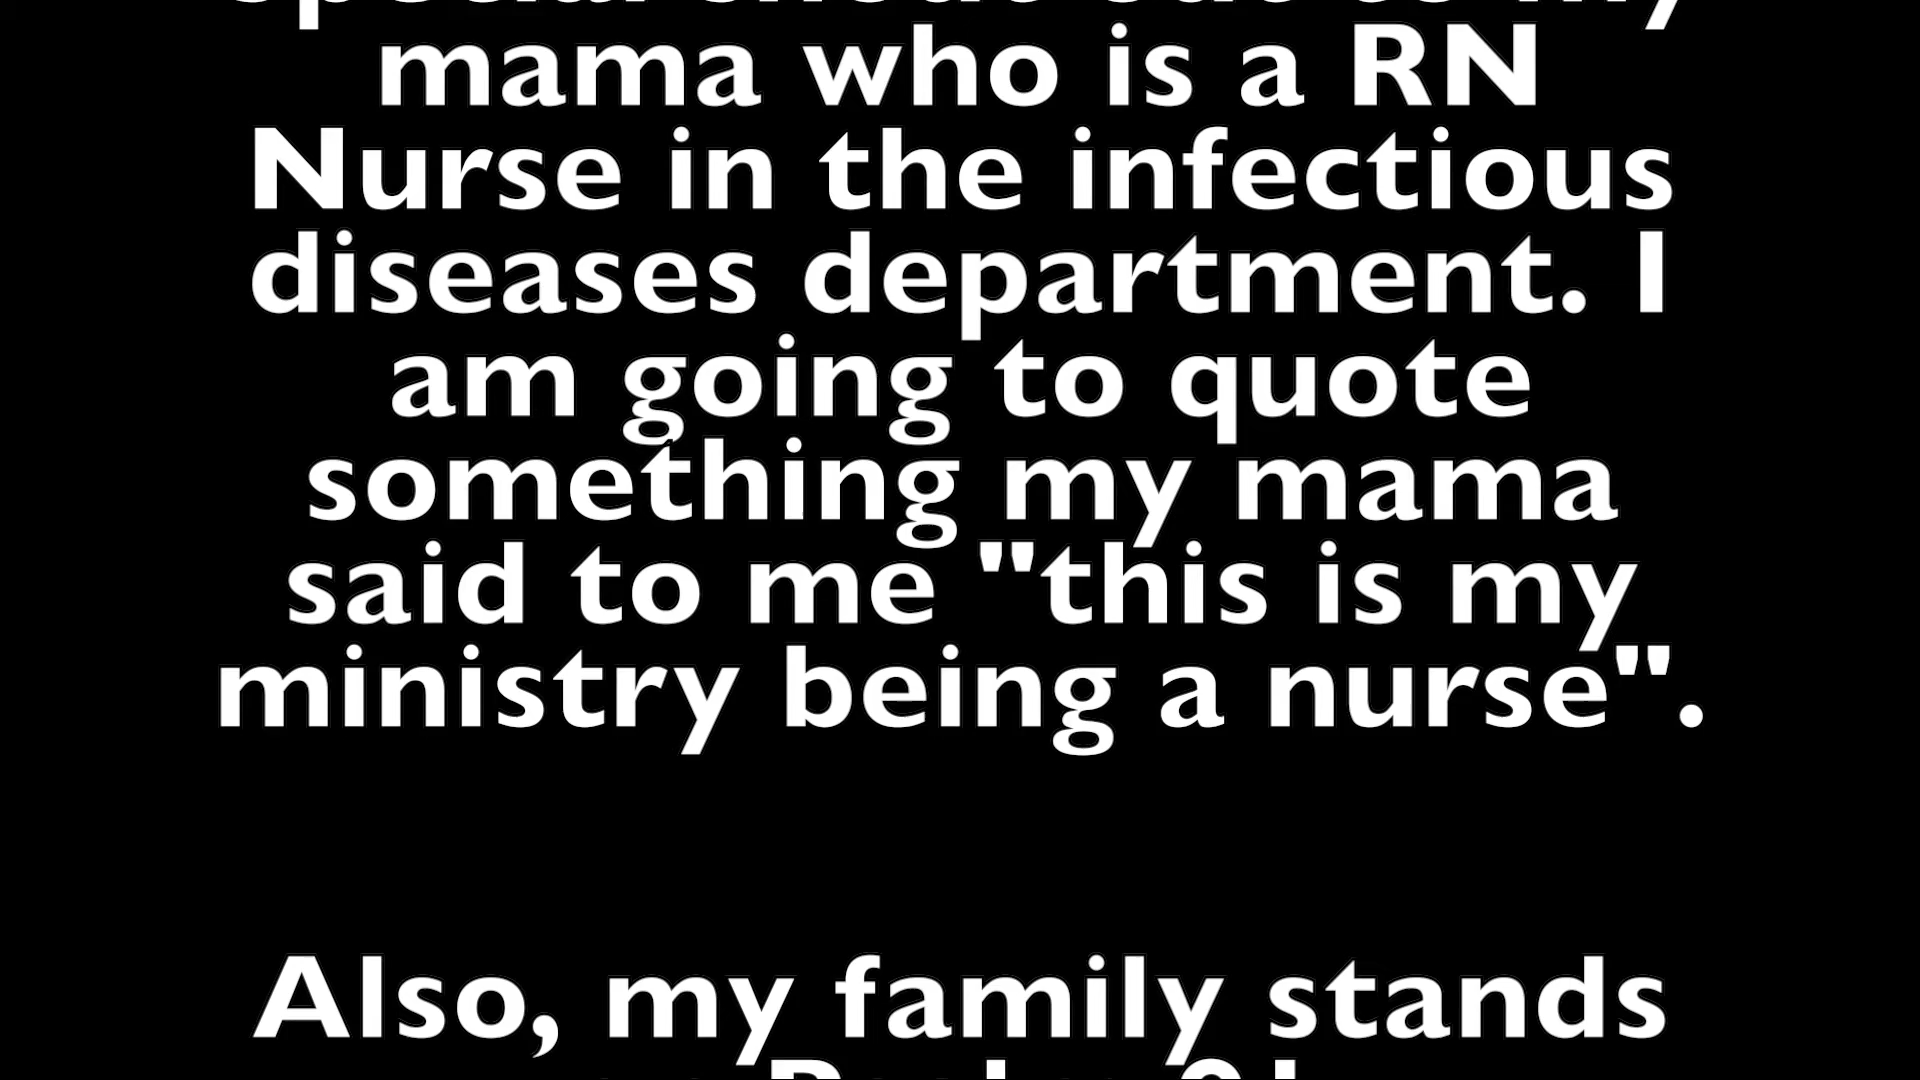 mama who is a RN
Nurse in the infectious
diseases department. I
am going to quote
something my mama
said to me "this is my
ministry being a nurse".
Also, my family stands